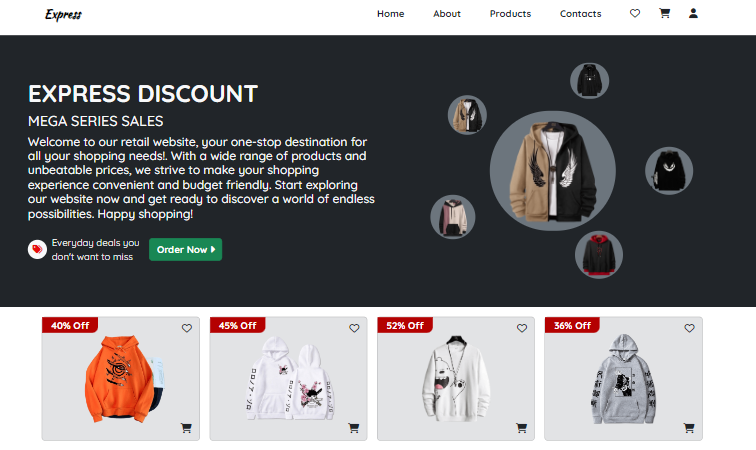 Express
Home About Products Contacts
EXPRESS DISCOUNT
MEGA SERIES SALES
Welcome to our retail website, your one-stop destination for
all your shopping needs!. With a wide range of products and
unbeatable prices, we strive to make your shopping
experience convenient and budget friendly. Start exploring
our website now and get ready to discover a world of endless
possibilities. Happy shopping!
Everyday deals you
don't want to miss
Order Now
40% Off
45% Off
52% Off
36% Off